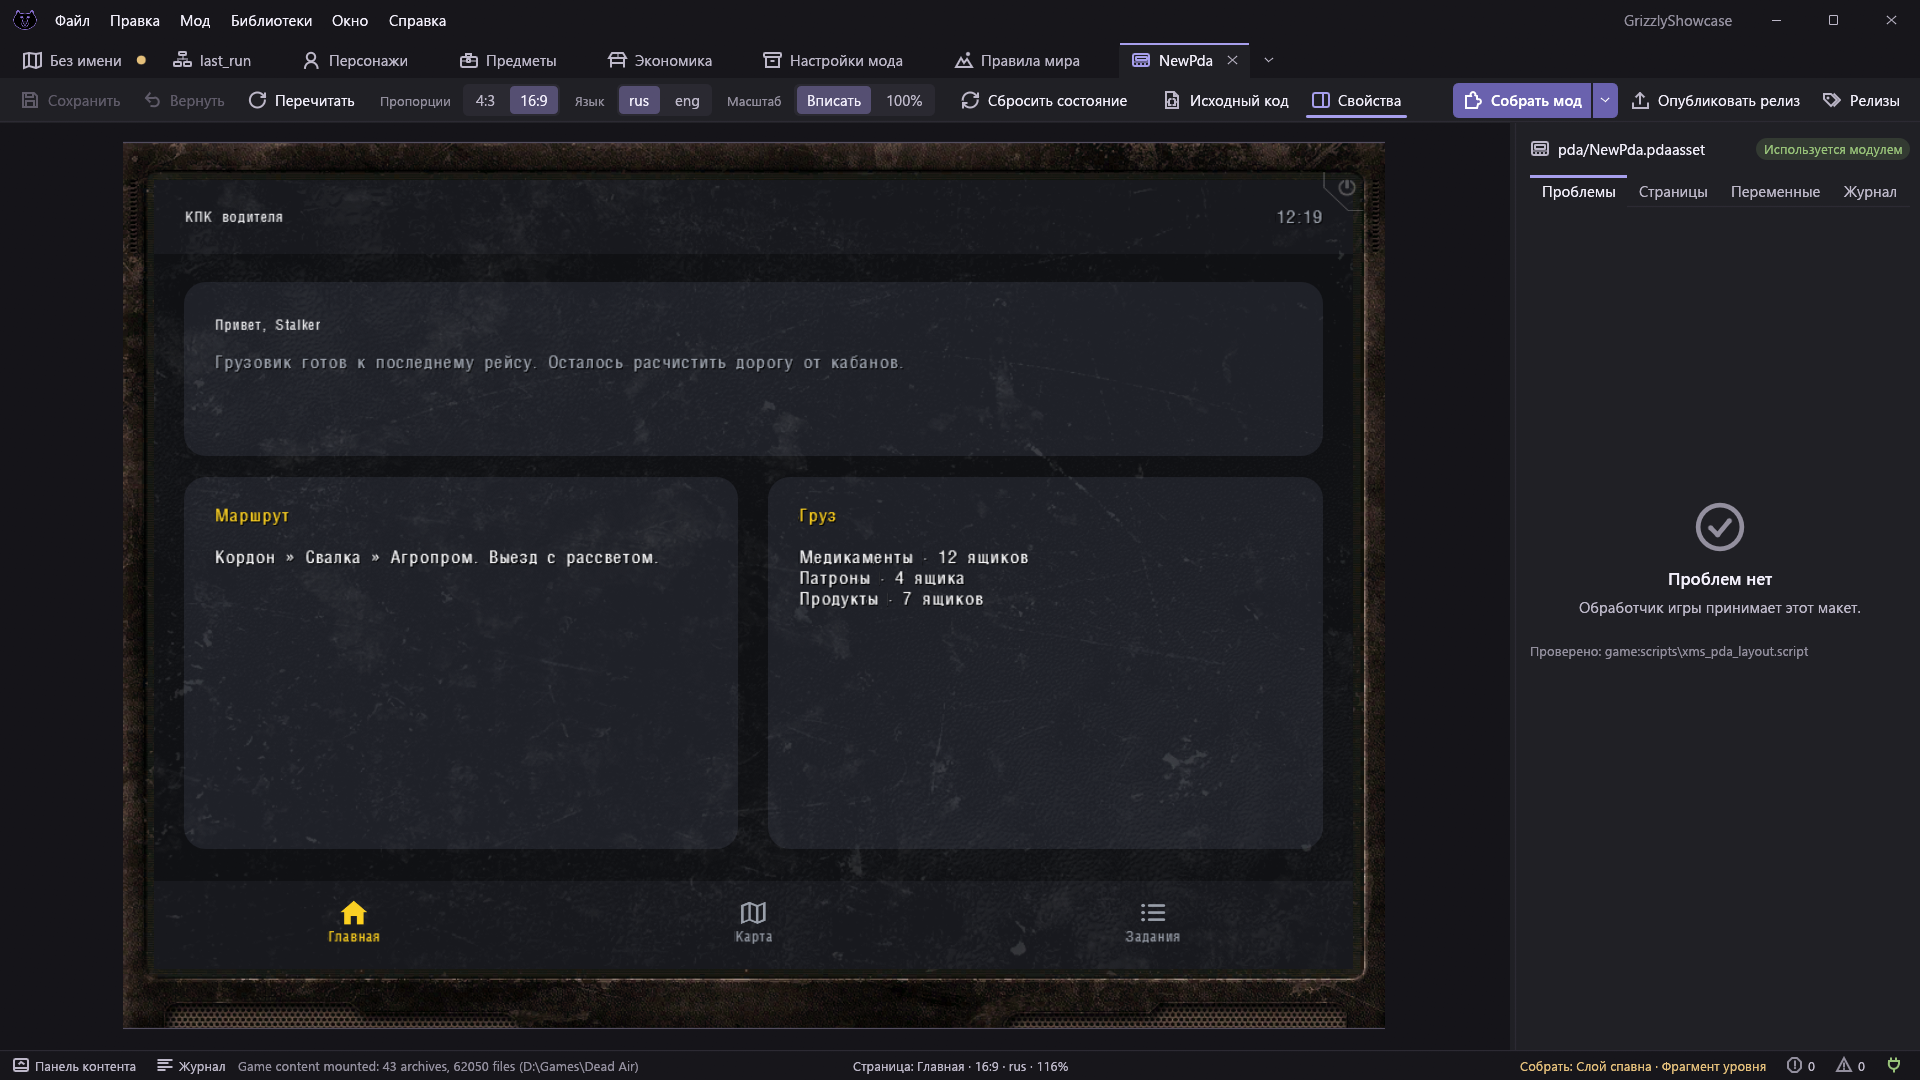 Файл Правка Мод Библиотеки Окно Справка GrizzlyShowcase
Без имени last_run Персонажи Предметы Экономика Настройки мода Правила мира NewPda
Сохранить Вернуть Перечитать Пропорции 4:3 16:9 Язык rus eng Масштаб Вписать 100% Сбросить состояние Исходный код Свойства Собрать мод Опубликовать релиз Релизы
pda/NewPda.pdaasset Используется модулем
Проблемы Страницы Переменные Журнал
КПК водителя 12:19
Привет, Stalker
Грузовик готов к последнему рейсу. Осталось расчистить дорогу от кабанов.
Маршрут
Кордон » Свалка » Агропром. Выезд с рассветом.
Груз
Медикаменты · 12 ящиков
Патроны · 4 ящика
Продукты · 7 ящиков
Главная Карта Задания
Проблем нет
Обработчик игры принимает этот макет.
Проверено: game:scripts\xms_pda_layout.script
Панель контента Журнал Game content mounted: 43 archives, 62050 files (D:\Games\Dead Air) Страница: Главная · 16:9 · rus · 116% Собрать: Слой спавна · Фрагмент уровня 0 0